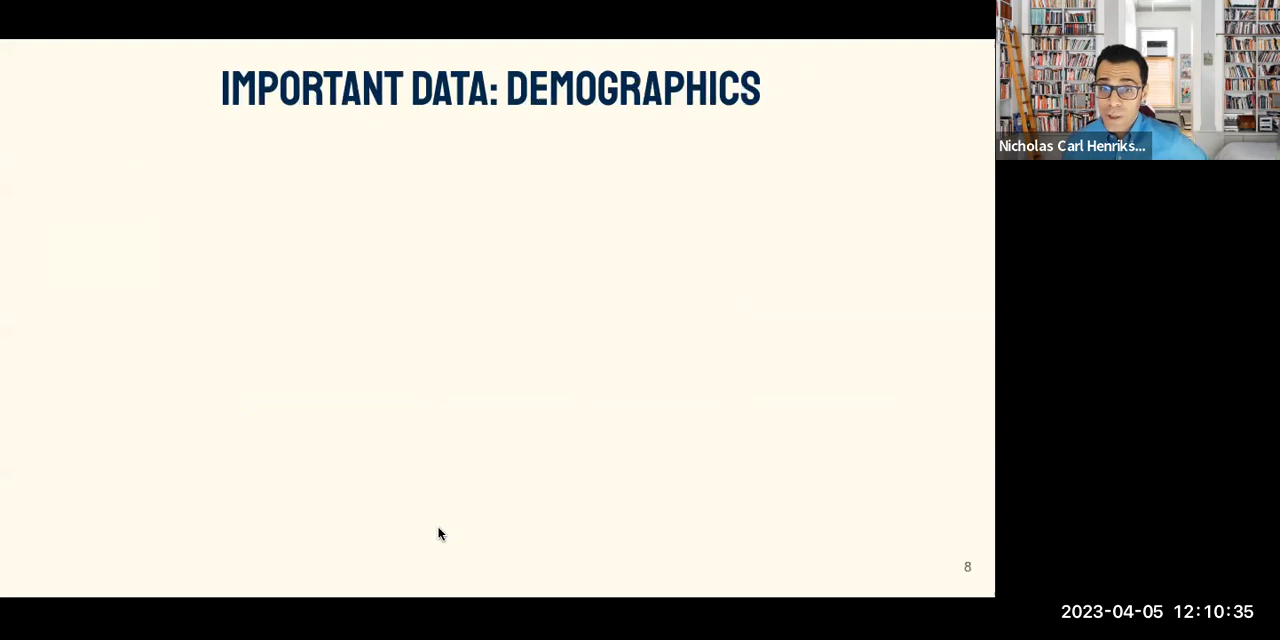 IMPORTANT DATA: DEMOGRAPHICS
Nicholas Carl Henriks...
8
2023-04-05 12:10:35